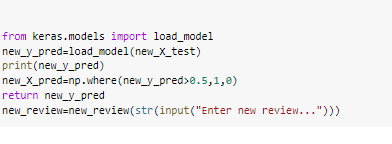 from keras.models import load_model
new_y_pred=load_model(new_X_test)
print(new_y_pred)
new_X_pred=np.where(new_y_pred>0.5,1,0)
return new_y_pred
new_review=new_review(str(input("Enter new review...")))